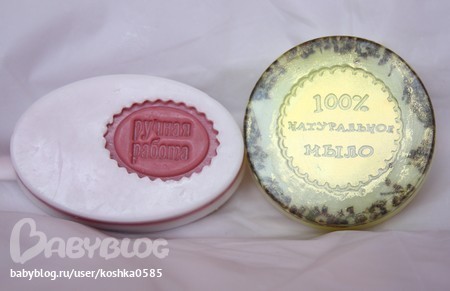 ручная
работа
100%
НАТУРАЛЬНОЕ
МЫЛО
BABYBLOG
babyblog.ru/user/koshka0585